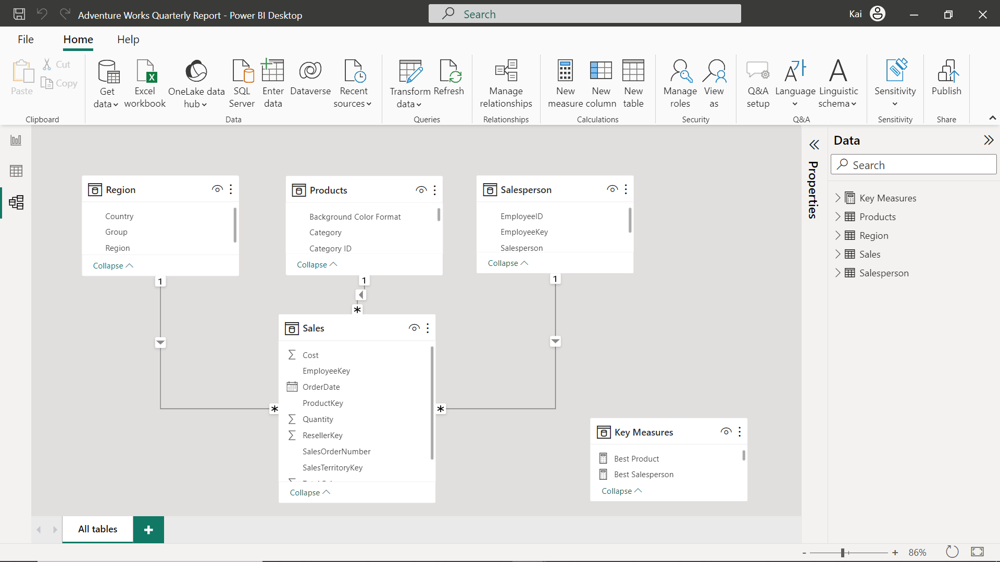 Adventure Works Quarterly Report - Power BI Desktop
Search
Kai
File
Home
Help
Paste
Cut
Copy
Clipboard
Get data
Excel workbook
OneLake data hub
SQL Server
Enter data
Dataverse
Recent sources
Data
Transform data
Refresh
Queries
Manage relationships
Relationships
New measure
New column
New table
Calculations
Manage roles
View as
Security
Q&A setup
Language
Linguistic schema
Q&A
Sensitivity
Sensitivity
Publish
Share
Region
Country
Group
Region
Collapse
1
Products
Background Color Format
Category
Category ID
Collapse
1
*
Salesperson
EmployeeID
EmployeeKey
Salesperson
Collapse
1
Sales
Cost
EmployeeKey
OrderDate
ProductKey
Quantity
ResellerKey
SalesOrderNumber
SalesTerritoryKey
Collapse
*
*
Key Measures
Best Product
Best Salesperson
Collapse
Properties
Data
Search
Key Measures
Products
Region
Sales
Salesperson
All tables
+
- + 86%